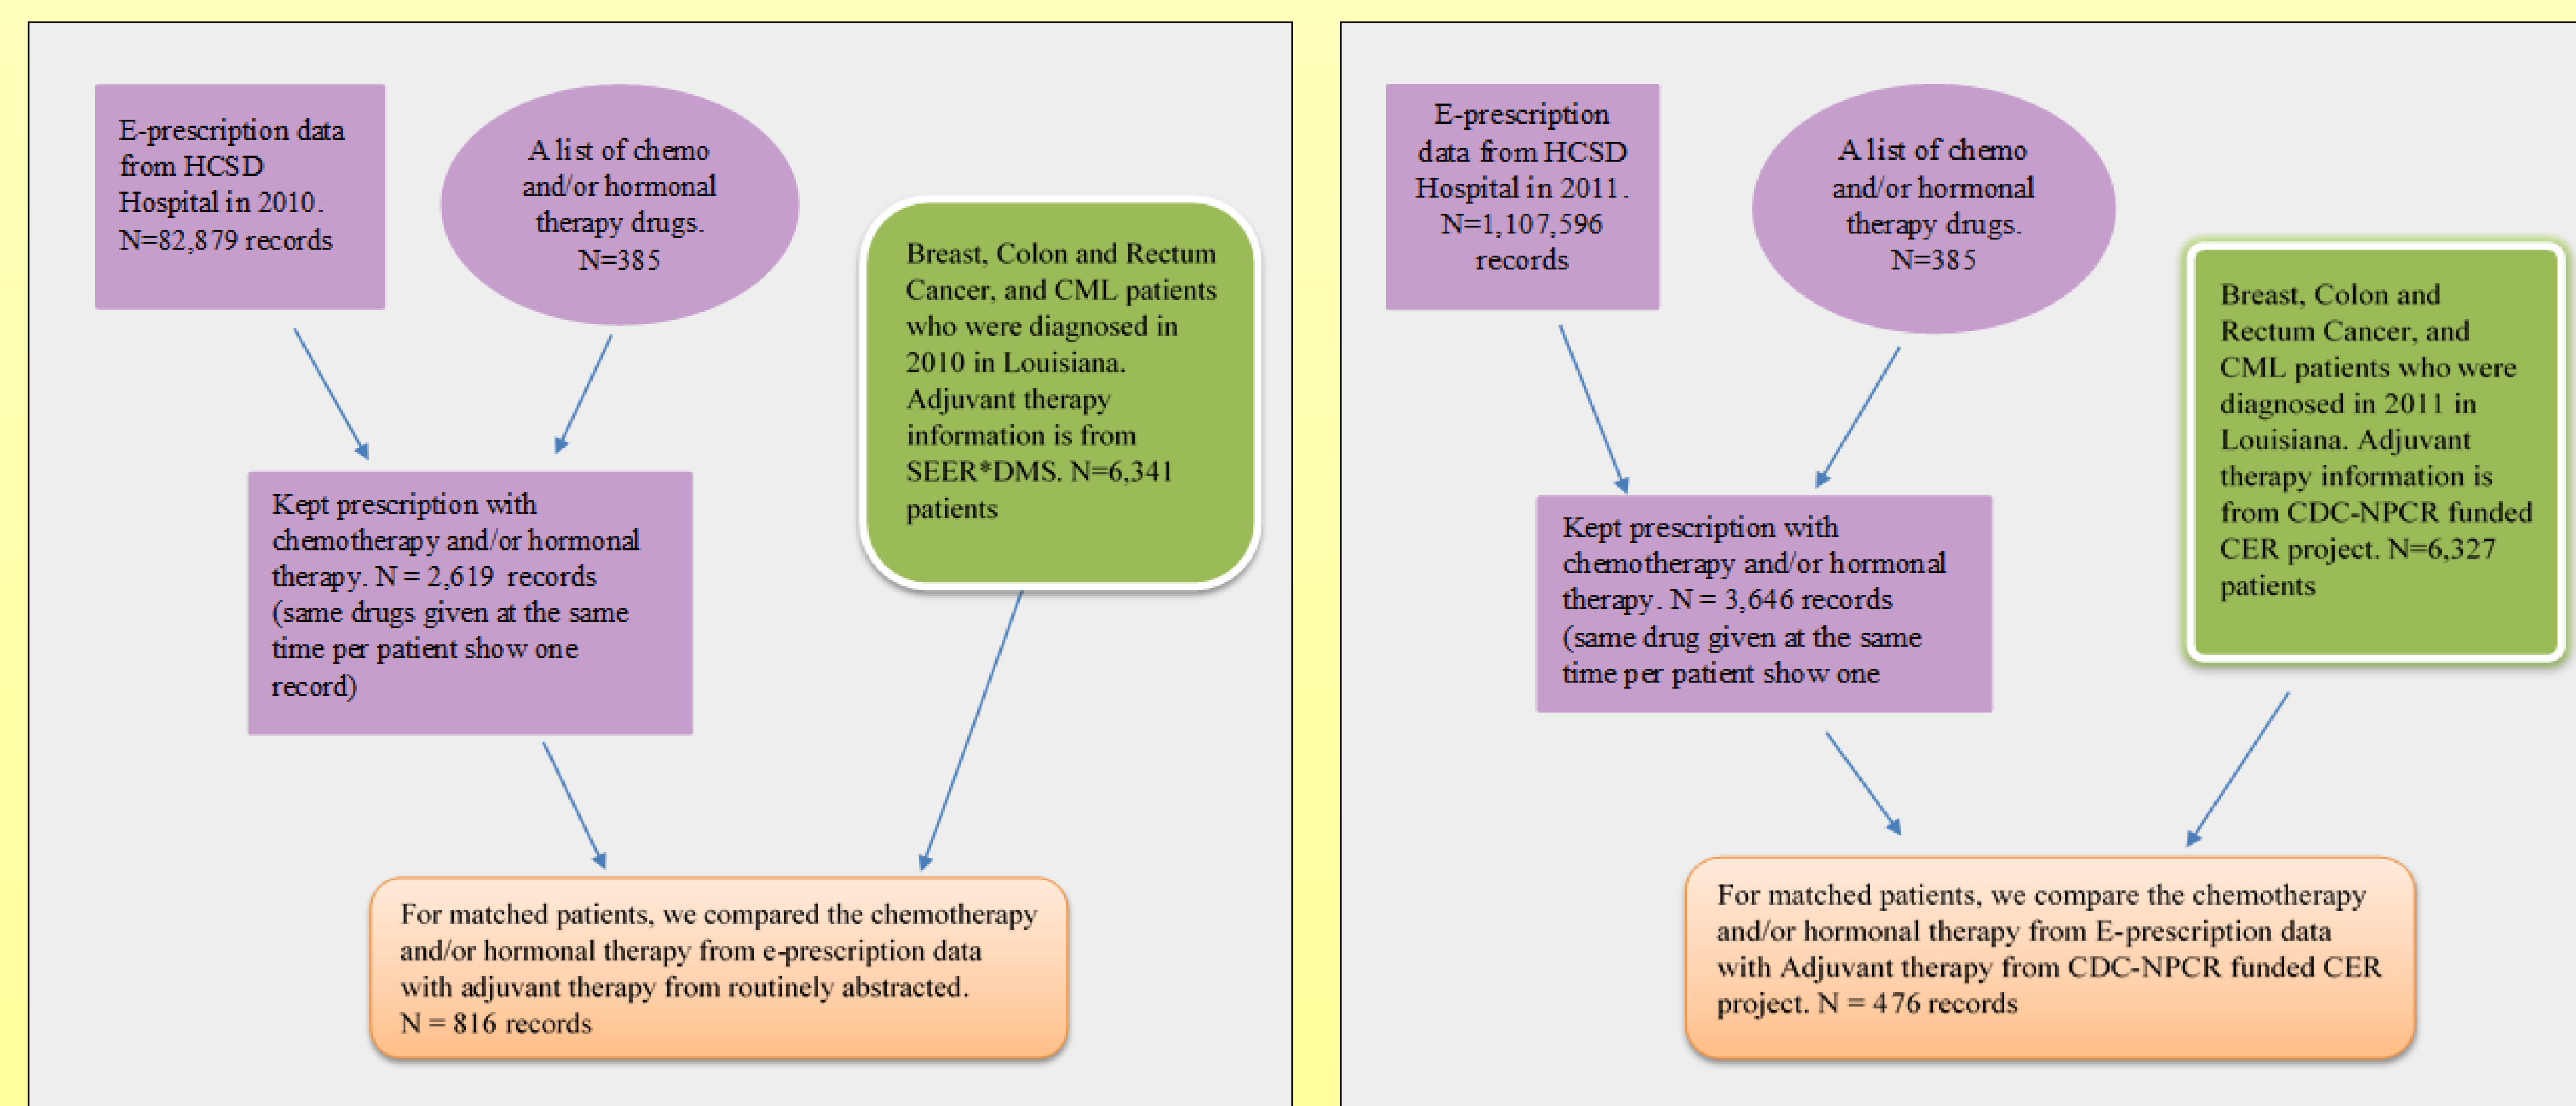 E-prescription data
from HCSD
Hospital in 2010.
N=82,879 records
A list of chemo
and/or hormonal
therapy drugs.
N=385
Breast, Colon and Rectum
Cancer, and CML patients
who were diagnosed in
2010 in Louisiana.
Adjuvant therapy
information is from
SEER*DMS. N=6,341
patients
Kept prescription with
chemotherapy and/or hormonal
therapy. N = 2,619 records
(same drugs given at the same
time per patient show one
record)
For matched patients, we compared the chemotherapy
and/or hormonal therapy from e-prescription data
with adjuvant therapy from routinely abstracted.
N = 816 records
E-prescription
data from HCSD
Hospital in 2011.
N=1,107,596
records
A list of chemo
and/or hormonal
therapy drugs.
N=385
Breast, Colon and
Rectum Cancer, and
CML patients who were
diagnosed in 2011 in
Louisiana. Adjuvant
therapy information is
from CDC-NPCR funded
CER project. N=6,327
patients
Kept prescription with
chemotherapy and/or hormonal
therapy. N = 3,646 records
(same drug given at the same
time per patient show one
For matched patients, we compare the chemotherapy
and/or hormonal therapy from E-prescription data
with Adjuvant therapy from CDC-NPCR funded CER
project. N = 476 records